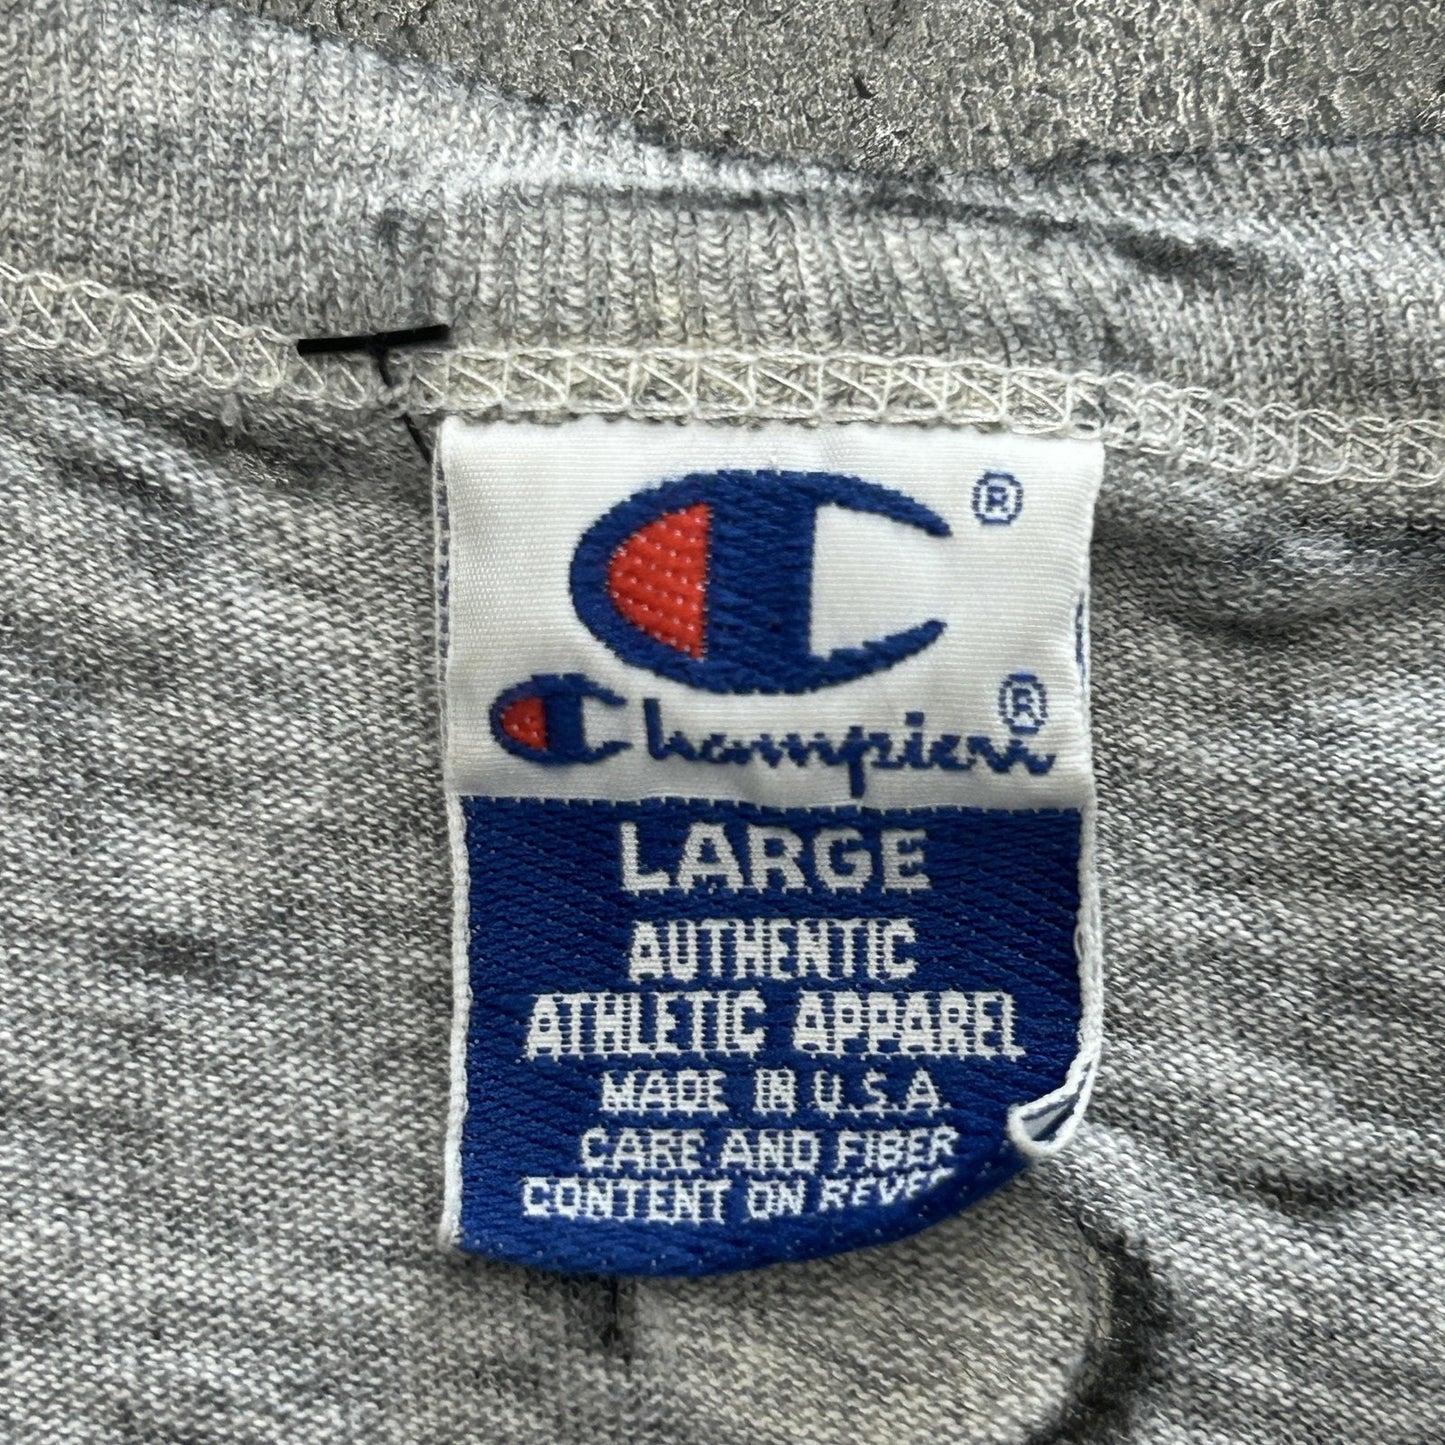 ®
Champion®
LARGE
AUTHENTIC
ATHLETIC APPAREL
MADE IN U.S.A.
CARE AND FIBER
CONTENT ON